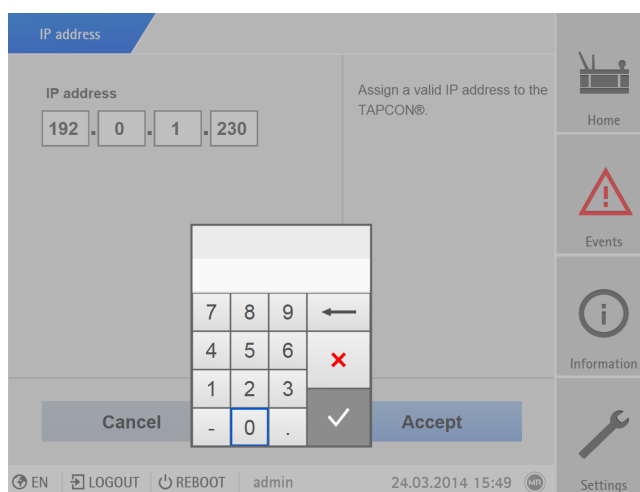 IP address
IP address
192 . 0 . 1 . 230
Assign a valid IP address to the
TAPCON®.
7 8 9
4 5 6
1 2 3
- 0 .
Cancel
Accept
EN LOGOUT REBOOT admin 24.03.2014 15:49 MR
Home
Events
Information
Settings